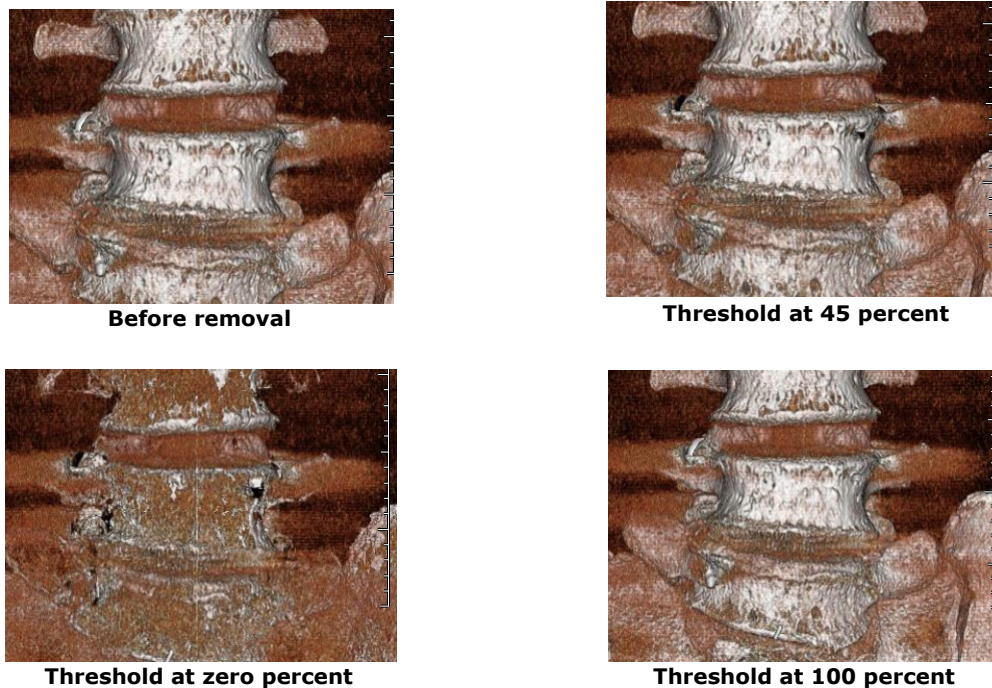 Before removal
Threshold at 45 percent
Threshold at zero percent
Threshold at 100 percent